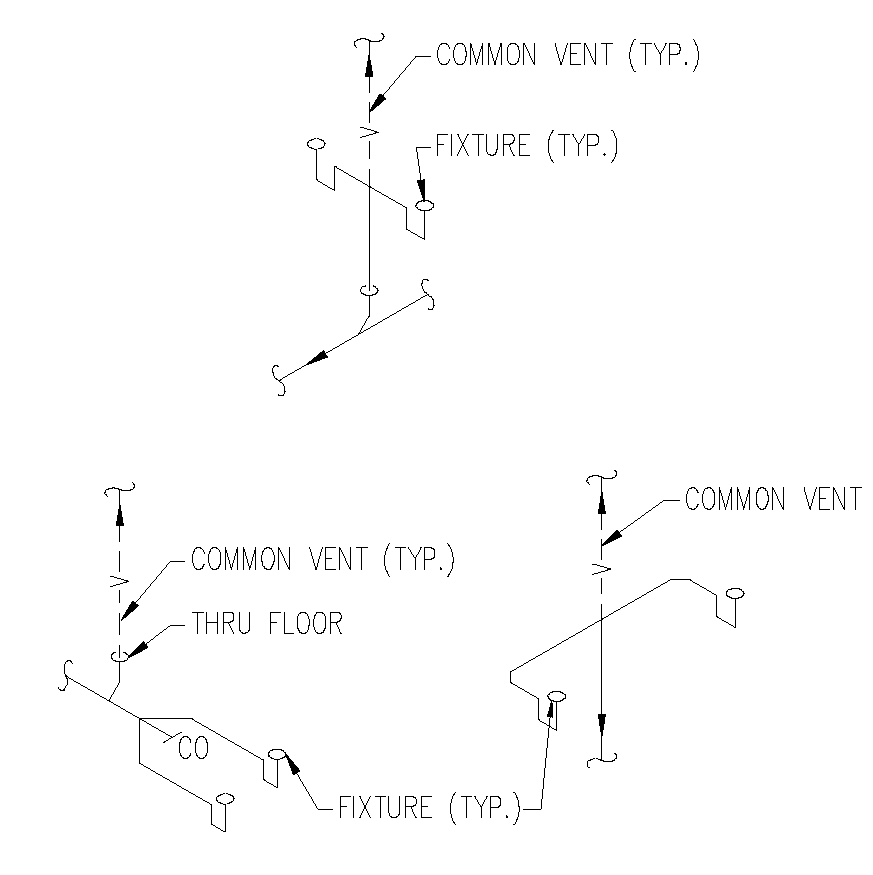 COMMON VENT (TYP.)
V
FIXTURE (TYP.)
COMMON VENT
COMMON VENT (TYP.)
V
V
THRU FLOOR
CO
FIXTURE (TYP.)